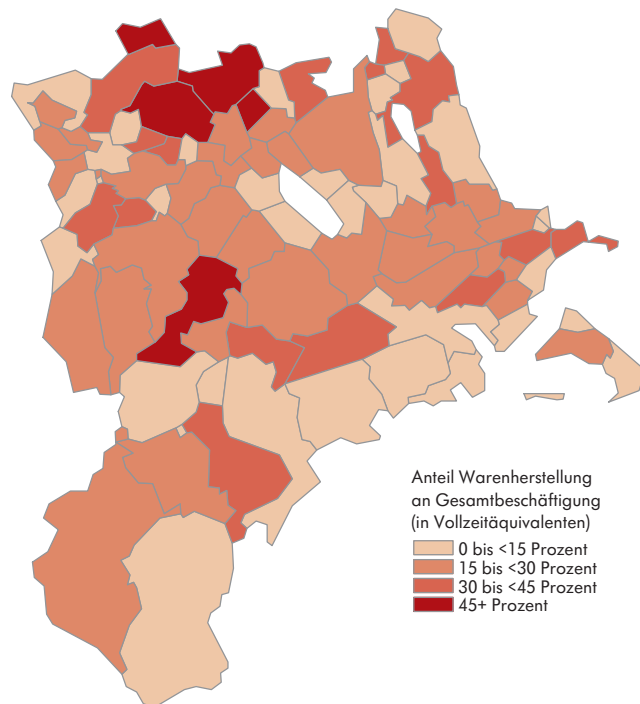 Anteil Warenherstellung
an Gesamtbeschäftigung
(in Vollzeitäquivalenten)
0 bis <15 Prozent
15 bis <30 Prozent
30 bis <45 Prozent
45+ Prozent